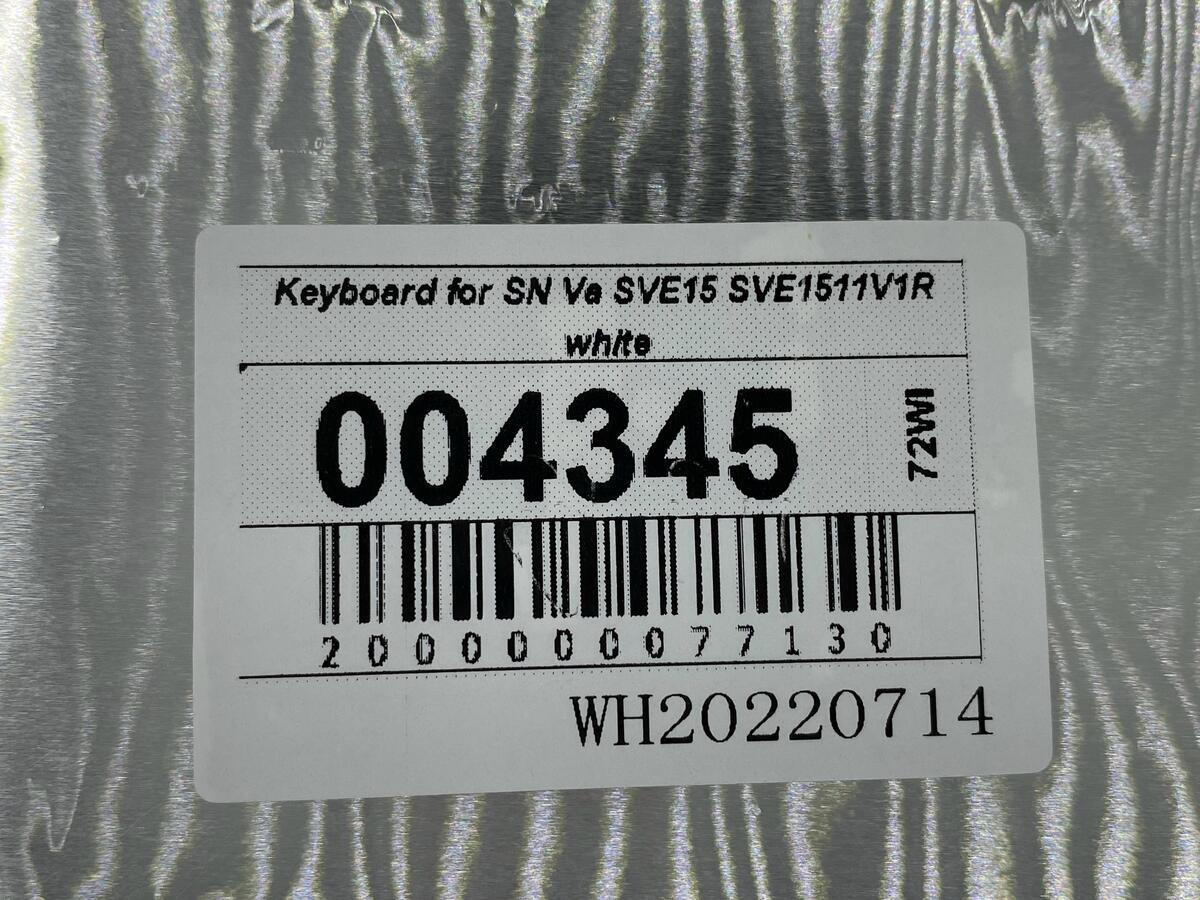 Keyboard for SN Va SVE15 SVE1511V1R
white
004345
72WI
2000000077130
WH20220714